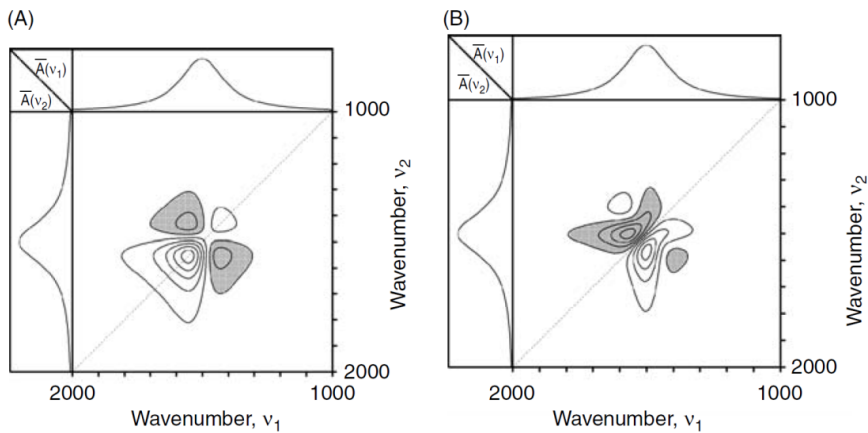 (A)
A̅(ν₁)
A̅(ν₂)
1000
Wavenumber, ν₂
2000
2000
1000
Wavenumber, ν₁
(B)
A̅(ν₁)
A̅(ν₂)
1000
Wavenumber, ν₂
2000
2000
1000
Wavenumber, ν₁